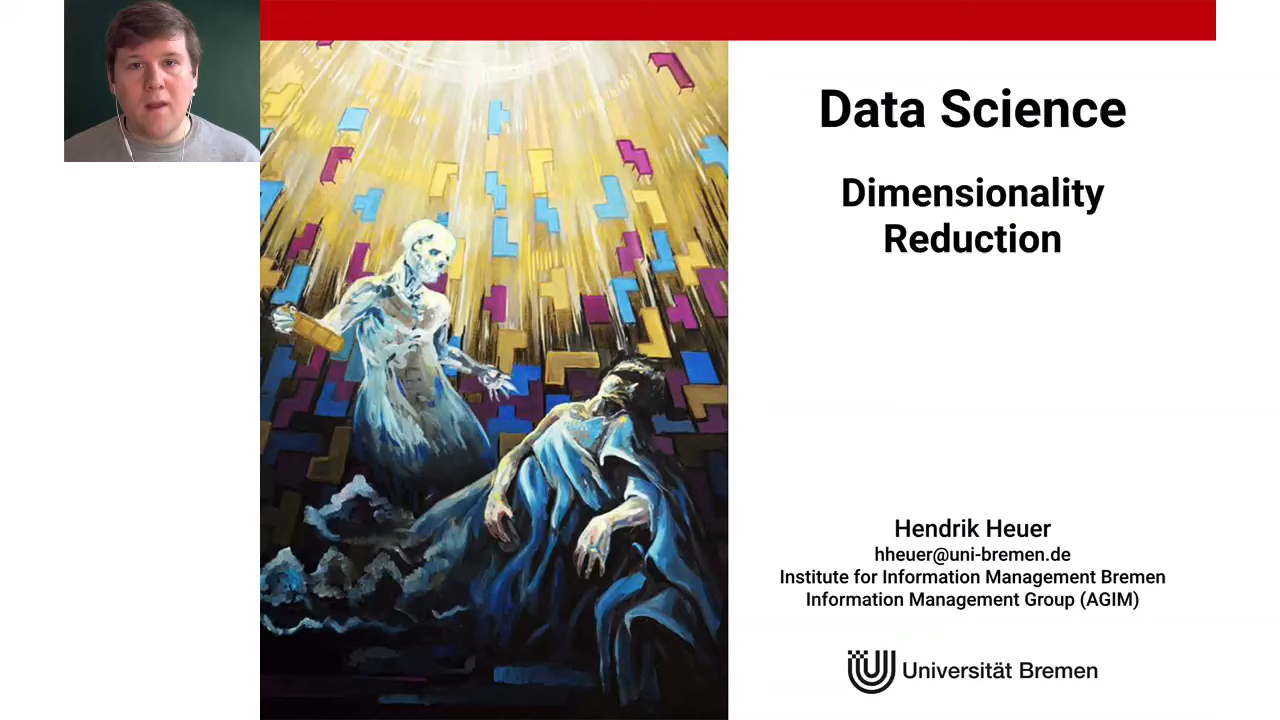 Data Science
Dimensionality
Reduction
Hendrik Heuer
hheuer@uni-bremen.de
Institute for Information Management Bremen
Information Management Group (AGIM)
Universität Bremen